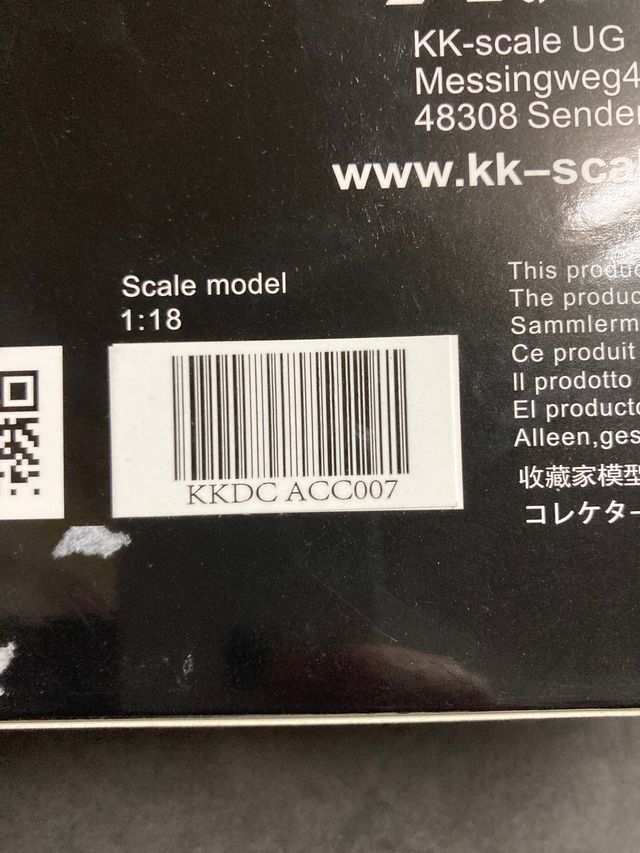 KK-scale UG
Messingweg4
48308 Senden
www.kk-sca
Scale model
1:18
KKDC ACC007
This produc
The produc
Sammlerm
Ce produit
Il prodotto
El producto
Alleen,ges
收藏家模型
コレケター